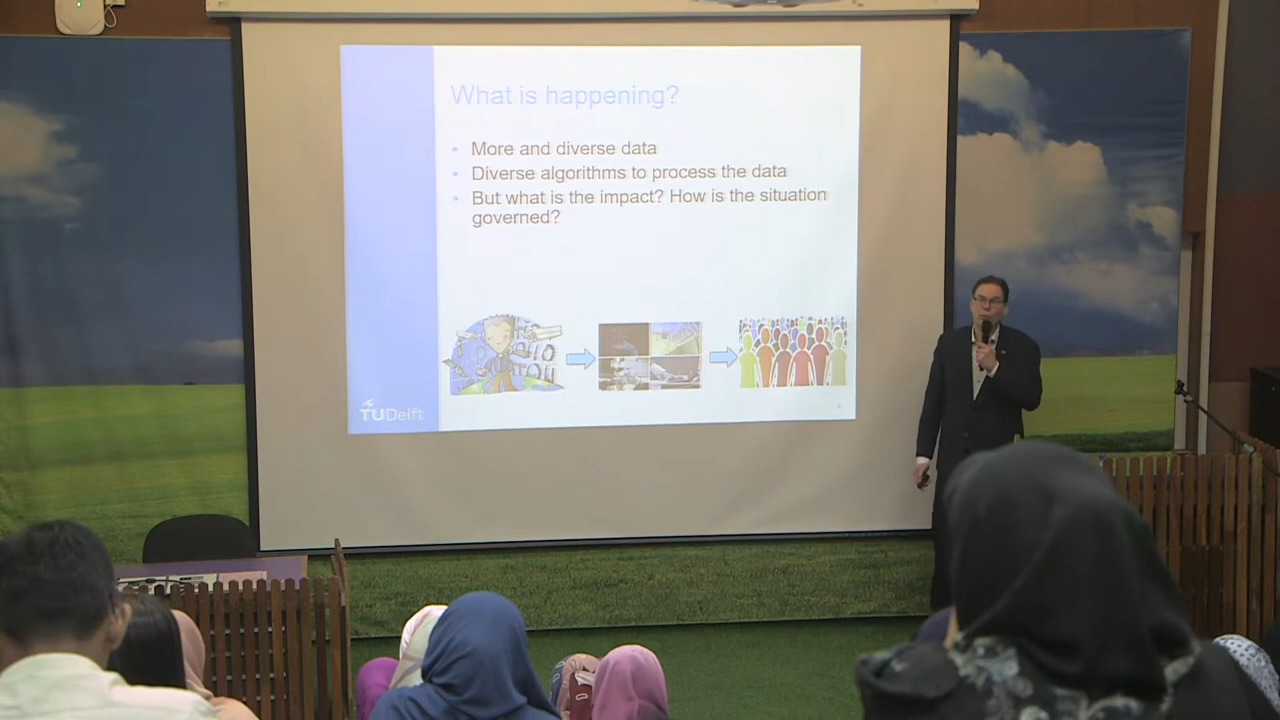 What is happening?
• More and diverse data
• Diverse algorithms to process the data
• But what is the impact? How is the situation
governed?
TUDelft